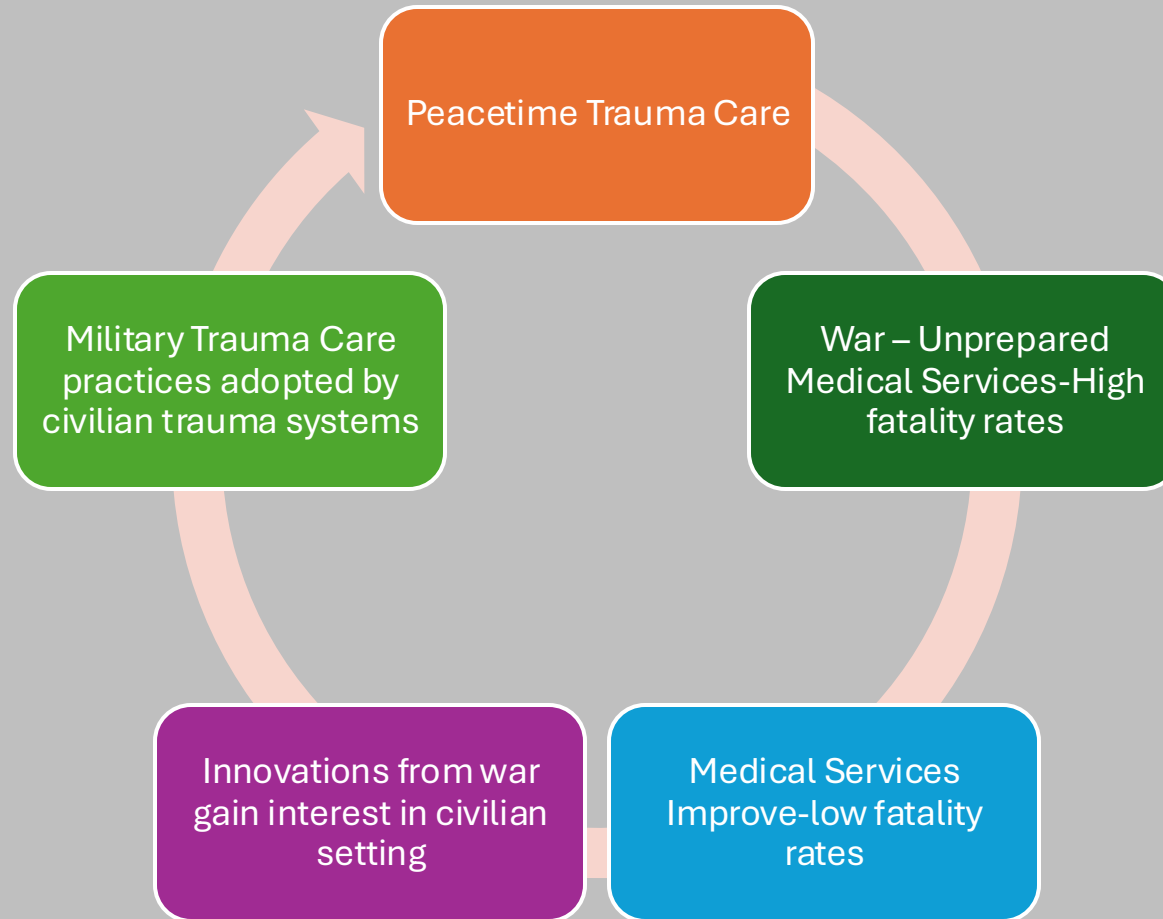 Peacetime Trauma Care
War – Unprepared
Medical Services-High
fatality rates
Medical Services
Improve-low fatality
rates
Innovations from war
gain interest in civilian
setting
Military Trauma Care
practices adopted by
civilian trauma systems